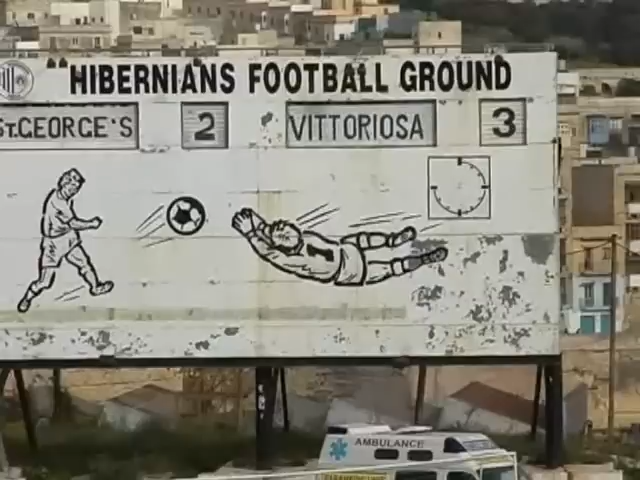 HIBERNIANS FOOTBALL GROUND
ST.GEORGE'S 2 VITTORIOSA 3
AMBULANCE